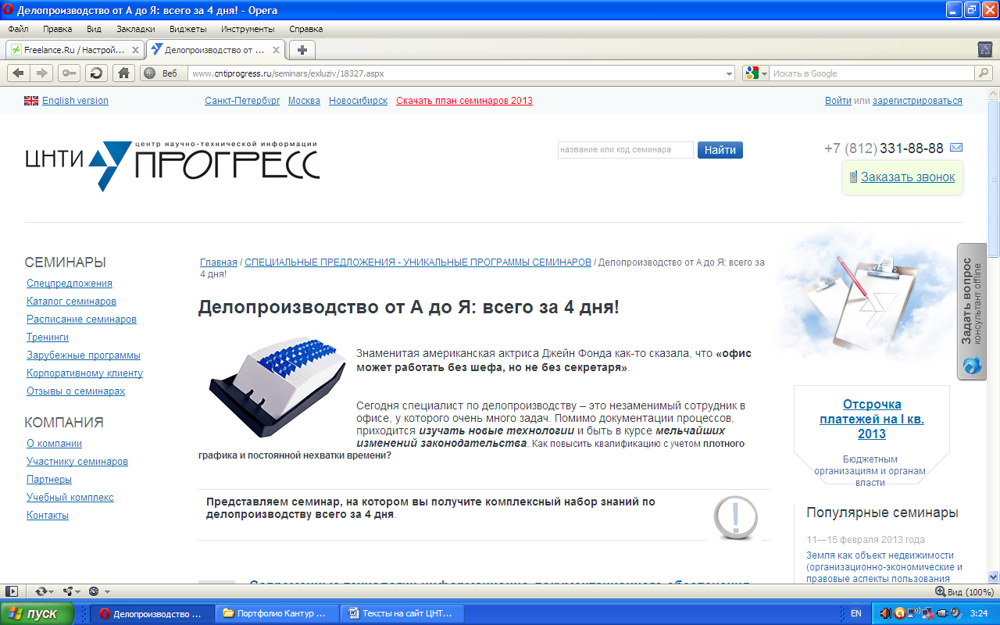 Делопроизводство от А до Я: всего за 4 дня! - Opera
Файл Правка Вид Закладки Виджеты Инструменты Справка
Freelance.Ru / Настрой...
Делопроизводство от ...
Веб
www.cntiprogress.ru/seminars/exluziv/18327.aspx
Искать в Google
English version
Санкт-Петербург Москва Новосибирск Скачать план семинаров 2013
Войти или зарегистрироваться
центр научно-технической информации
ЦНТИ ПРОГРЕСС
название или код семинара
Найти
+7 (812) 331-88-88
Заказать звонок
СЕМИНАРЫ
Спецпредложения
Каталог семинаров
Расписание семинаров
Тренинги
Зарубежные программы
Корпоративному клиенту
Отзывы о семинарах
КОМПАНИЯ
О компании
Участнику семинаров
Партнеры
Учебный комплекс
Контакты
Главная / СПЕЦИАЛЬНЫЕ ПРЕДЛОЖЕНИЯ - УНИКАЛЬНЫЕ ПРОГРАММЫ СЕМИНАРОВ / Делопроизводство от А до Я: всего за
4 дня!
Делопроизводство от А до Я: всего за 4 дня!
Знаменитая американская актриса Джейн Фонда как-то сказала, что «офис
может работать без шефа, но не без секретаря».
Сегодня специалист по делопроизводству – это незаменимый сотрудник в
офисе, у которого очень много задач. Помимо документации процессов,
приходится изучать новые технологии и быть в курсе мельчайших
изменений законодательства. Как повысить квалификацию с учетом плотного
графика и постоянной нехватки времени?
Представляем семинар, на котором вы получите комплексный набор знаний по
делопроизводству всего за 4 дня.
Современные технологии информационно-документационного обеспечения
Задать вопрос
консультант offline
Отсрочка
платежей на I кв.
2013
Бюджетным
организациям и органам
власти
Популярные семинары
11—15 февраля 2013 года
Земля как объект недвижимости
(организационно-экономические и
правовые аспекты пользования
Вид (100%)
пуск
Делопроизводство ...
Портфолио Кантур ...
Тексты на сайт ЦНТ...
EN
3:24